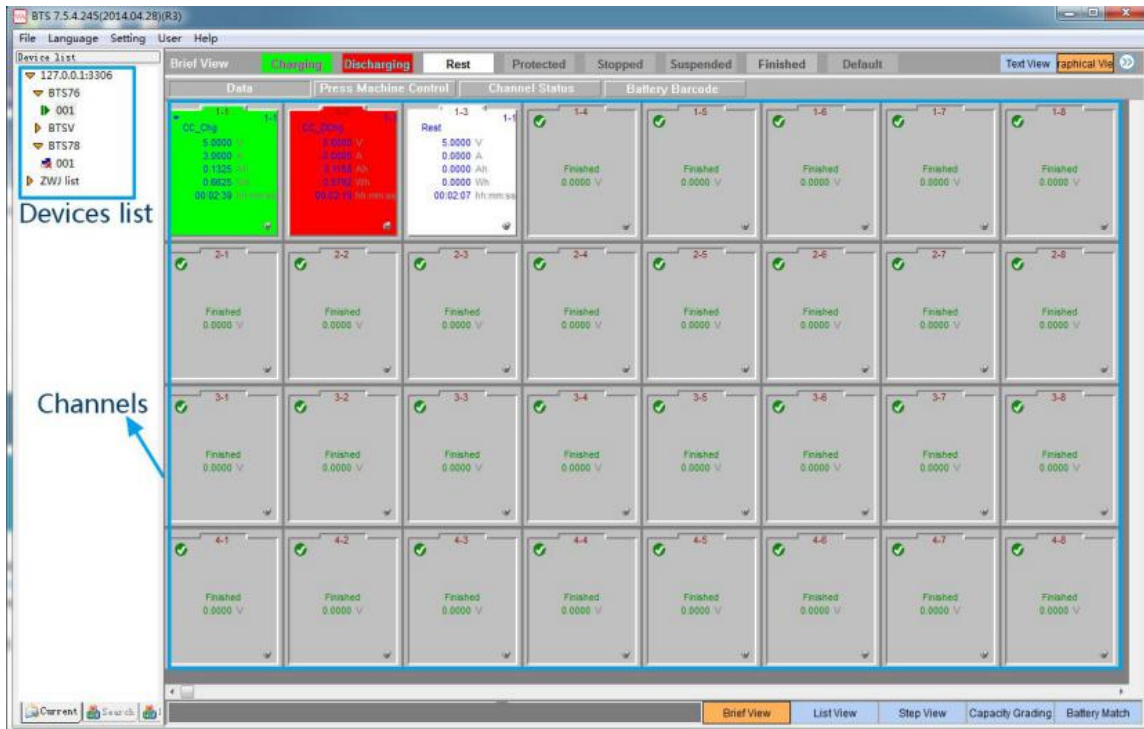 BTS 7.5.4.245(2014.04.28)(R3)
File Language Setting User Help
Device list
127.0.0.1:3306
BTS76
001
BTSV
BTS78
001
ZWJ list
Devices list
Channels
Brief View Charging Discharging Rest Protected Stopped Suspended Finished Default Text View raphical Vie
Data Press Machine Control Channel Status Battery Barcode
1-1 1-1
CC_Chg
5.0000 V
3.0000 A
0.1325 Ah
0.6625 Wh
00:02:39 hh:mm:ss
CC_DChg
1-3 1-1
Rest
5.0000 V
0.0000 A
0.0000 Ah
0.0000 Wh
00:02:07 hh:mm:ss
1-4
Finished
0.0000 V
1-5
Finished
0.0000 V
1-6
Finished
0.0000 V
1-7
Finished
0.0000 V
1-8
Finished
0.0000 V
2-1
Finished
0.0000 V
2-2
Finished
0.0000 V
2-3
Finished
0.0000 V
2-4
Finished
0.0000 V
2-5
Finished
0.0000 V
2-6
Finished
0.0000 V
2-7
Finished
0.0000 V
2-8
Finished
0.0000 V
3-1
Finished
0.0000 V
3-2
Finished
0.0000 V
3-3
Finished
0.0000 V
3-4
Finished
0.0000 V
3-5
Finished
0.0000 V
3-6
Finished
0.0000 V
3-7
Finished
0.0000 V
3-8
Finished
0.0000 V
4-1
Finished
0.0000 V
4-2
Finished
0.0000 V
4-3
Finished
0.0000 V
4-4
Finished
0.0000 V
4-5
Finished
0.0000 V
4-6
Finished
0.0000 V
4-7
Finished
0.0000 V
4-8
Finished
0.0000 V
Current Search
Brief View List View Step View Capacity Grading Battery Match